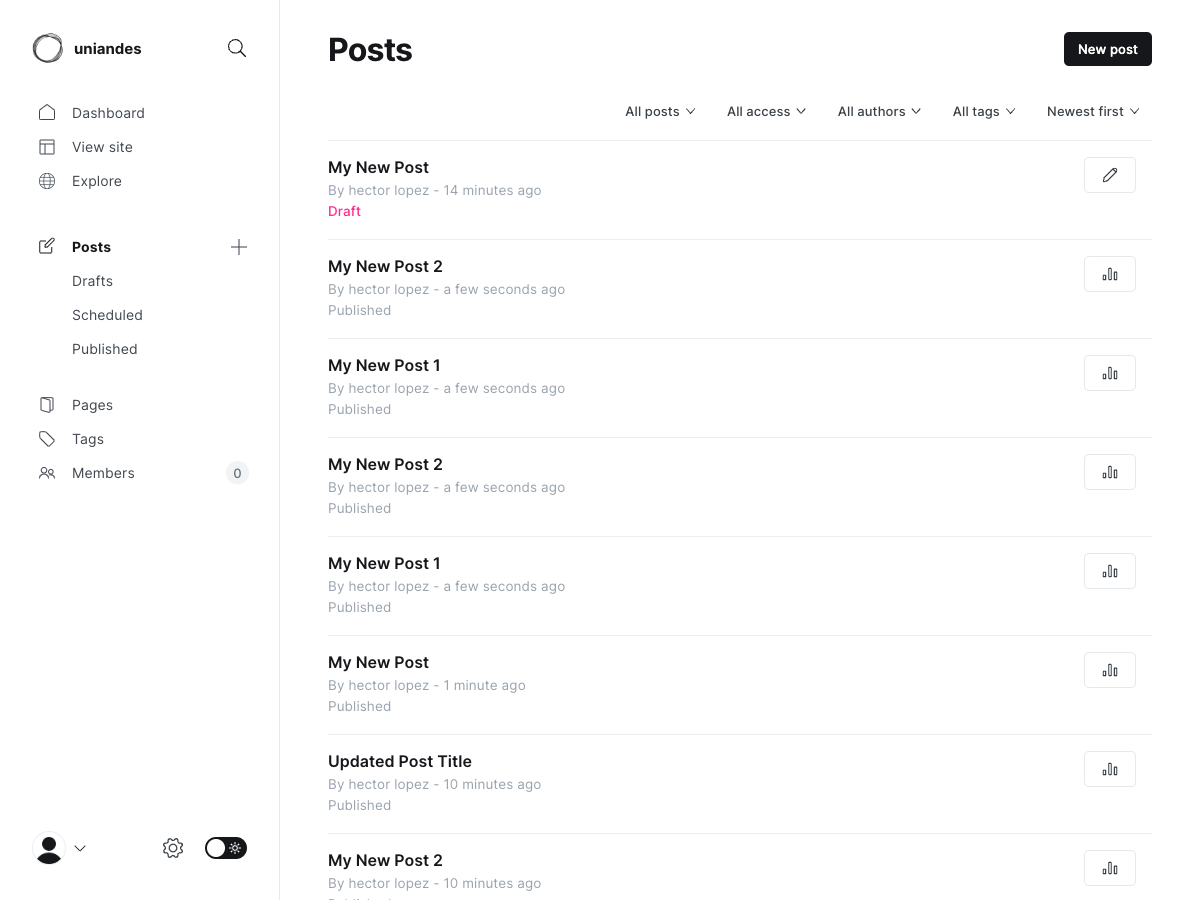 uniandes
Dashboard
View site
Explore
Posts
Drafts
Scheduled
Published
Pages
Tags
Members 0
Posts
New post
All posts All access All authors All tags Newest first
My New Post
By hector lopez - 14 minutes ago
Draft
My New Post 2
By hector lopez - a few seconds ago
Published
My New Post 1
By hector lopez - a few seconds ago
Published
My New Post 2
By hector lopez - a few seconds ago
Published
My New Post 1
By hector lopez - a few seconds ago
Published
My New Post
By hector lopez - 1 minute ago
Published
Updated Post Title
By hector lopez - 10 minutes ago
Published
My New Post 2
By hector lopez - 10 minutes ago